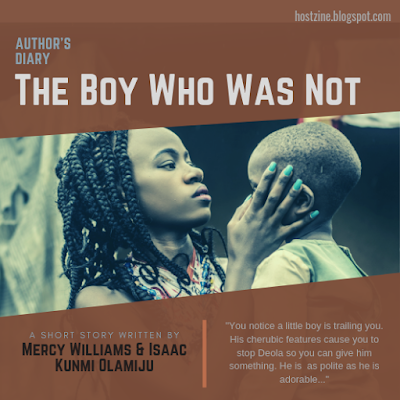 hostzine.blogspot.com
AUTHOR'S
DIARY
THE BOY WHO WAS NOT
A SHORT STORY WRITTEN BY
MERCY WILLIAMS & ISAAC
KUNMI OLAMIJU
"You notice a little boy is trailing you.
His cherubic features cause you to
stop Deola so you can give him
something. He is as polite as he is
adorable..."